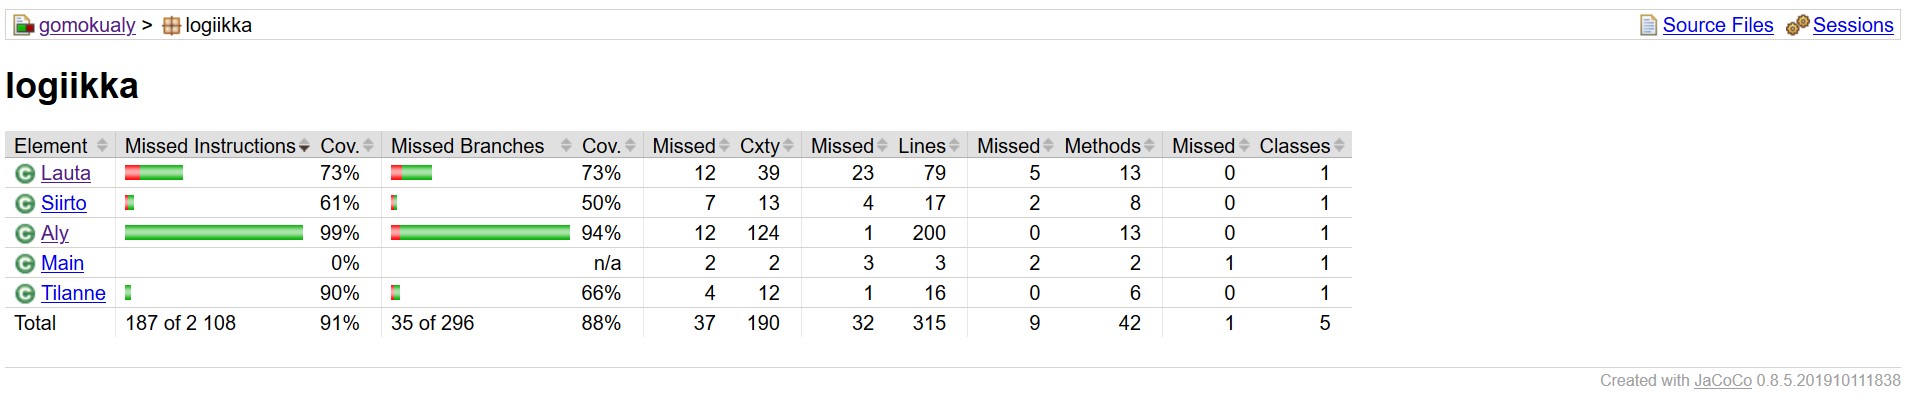 gomokualy > logiikka Source Files Sessions
logiikka
Element Missed Instructions Cov. Missed Branches Cov. Missed Cxty Missed Lines Missed Methods Missed Classes
Lauta 73% 73% 12 39 23 79 5 13 0 1
Siirto 61% 50% 7 13 4 17 2 8 0 1
Aly 99% 94% 12 124 1 200 0 13 0 1
Main 0% n/a 2 2 3 3 2 2 1 1
Tilanne 90% 66% 4 12 1 16 0 6 0 1
Total 187 of 2 108 91% 35 of 296 88% 37 190 32 315 9 42 1 5
Created with JaCoCo 0.8.5.201910111838